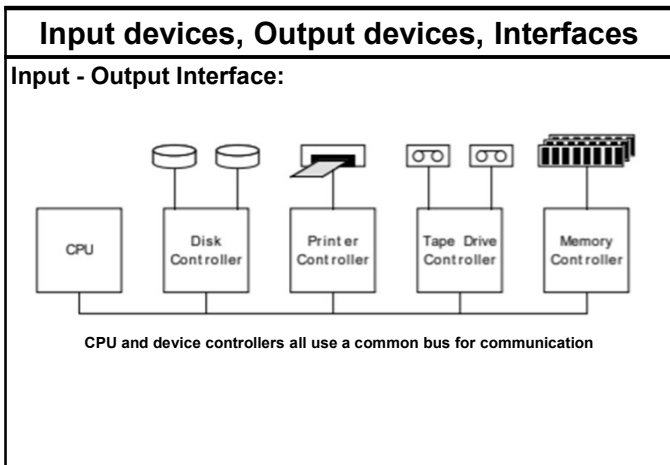 Input devices, Output devices, Interfaces
Input - Output Interface:
CPU
Disk
Controller
Printer
Controller
Tape Drive
Controller
Memory
Controller
CPU and device controllers all use a common bus for communication